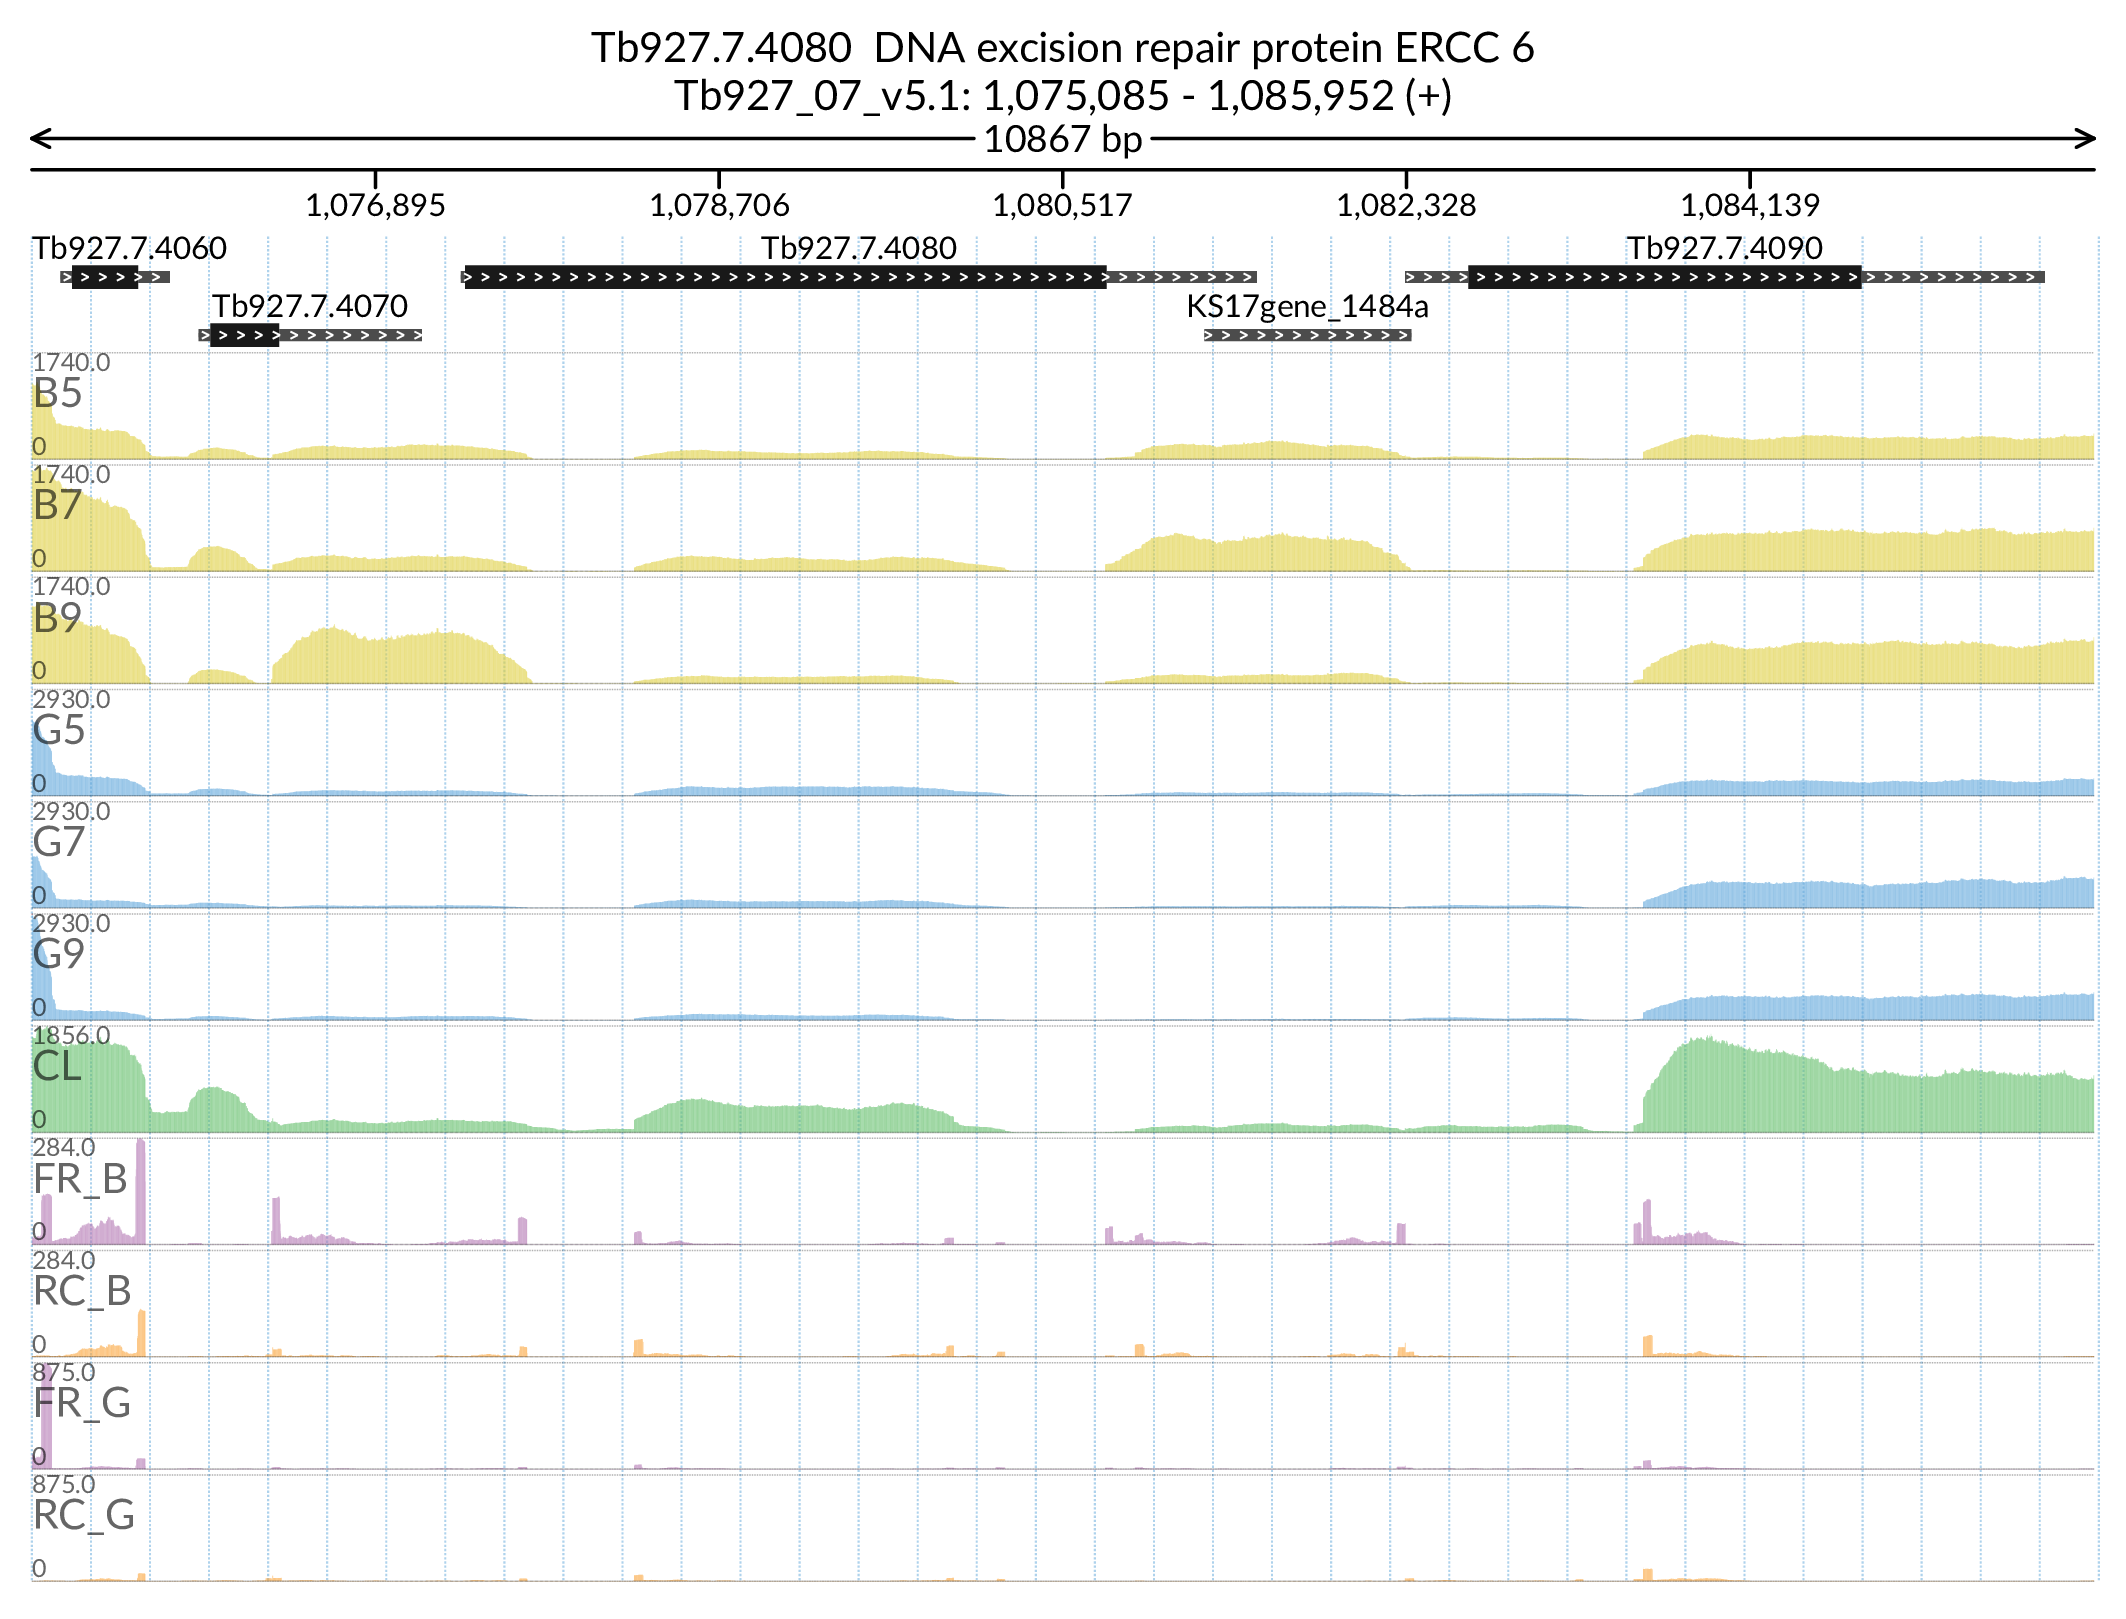 Tb927.7.4080  DNA excision repair protein ERCC 6
Tb927_07_v5.1: 1,075,085 - 1,085,952 (+)
10867 bp
1,076,895 1,078,706 1,080,517 1,082,328 1,084,139
Tb927.7.4060 Tb927.7.4080 Tb927.7.4090
Tb927.7.4070 KS17gene_1484a
1740.0
B5
0
1740.0
B7
0
1740.0
B9
0
2930.0
G5
0
2930.0
G7
0
2930.0
G9
0
1856.0
CL
0
284.0
FR_B
0
284.0
RC_B
0
875.0
FR_G
0
875.0
RC_G
0